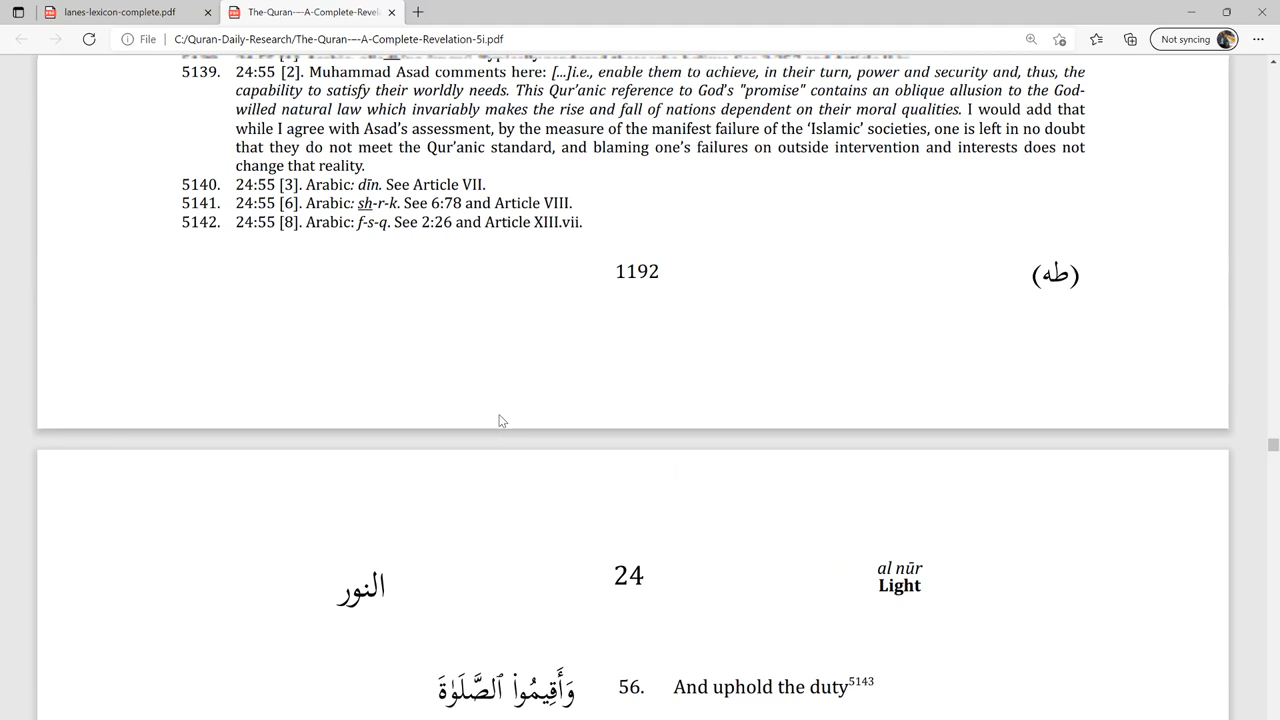 lanes-lexicon-complete.pdf
The-Quran-—A-Complete-Revela
File
C:/Quran-Daily-Research/The-Quran-—A-Complete-Revelation-5i.pdf
Not syncing
5139. 24:55 [2]. Muhammad Asad comments here: [...]i.e., enable them to achieve, in their turn, power and security and, thus, the
capability to satisfy their worldly needs. This Qur’anic reference to God’s "promise" contains an oblique allusion to the God-
willed natural law which invariably makes the rise and fall of nations dependent on their moral qualities. I would add that
while I agree with Asad’s assessment, by the measure of the manifest failure of the ‘Islamic’ societies, one is left in no doubt
that they do not meet the Qur’anic standard, and blaming one’s failures on outside intervention and interests does not
change that reality.
5140. 24:55 [3]. Arabic: dīn. See Article VII.
5141. 24:55 [6]. Arabic: sh-r-k. See 6:78 and Article VIII.
5142. 24:55 [8]. Arabic: f-s-q. See 2:26 and Article XIII.vii.
1192 (طه)
النور 24 al nūr
Light
وَأَقِيمُوا۟ ٱلصَّلَوٰةَ 56. And uphold the duty5143